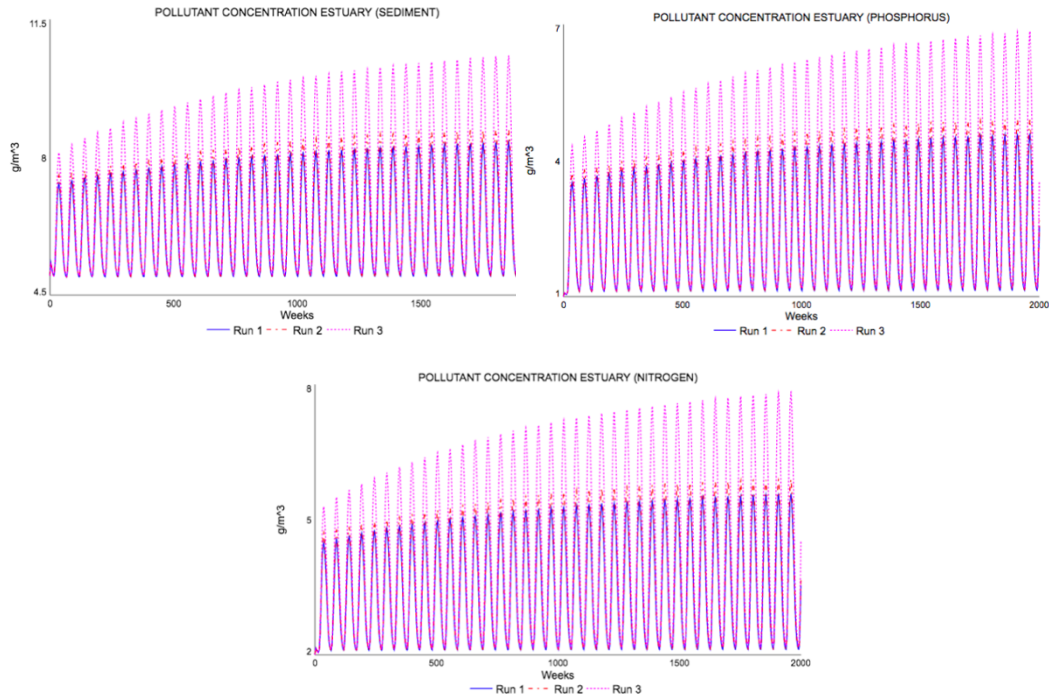 POLLUTANT CONCENTRATION ESTUARY (SEDIMENT)
11.5
8
4.5
g/m^3
0 500 1000 1500
Weeks
Run 1 Run 2 Run 3
POLLUTANT CONCENTRATION ESTUARY (PHOSPHORUS)
7
4
1
g/m^3
0 500 1000 1500 2000
Weeks
Run 1 Run 2 Run 3
POLLUTANT CONCENTRATION ESTUARY (NITROGEN)
8
5
2
g/m^3
0 500 1000 1500 2000
Weeks
Run 1 Run 2 Run 3